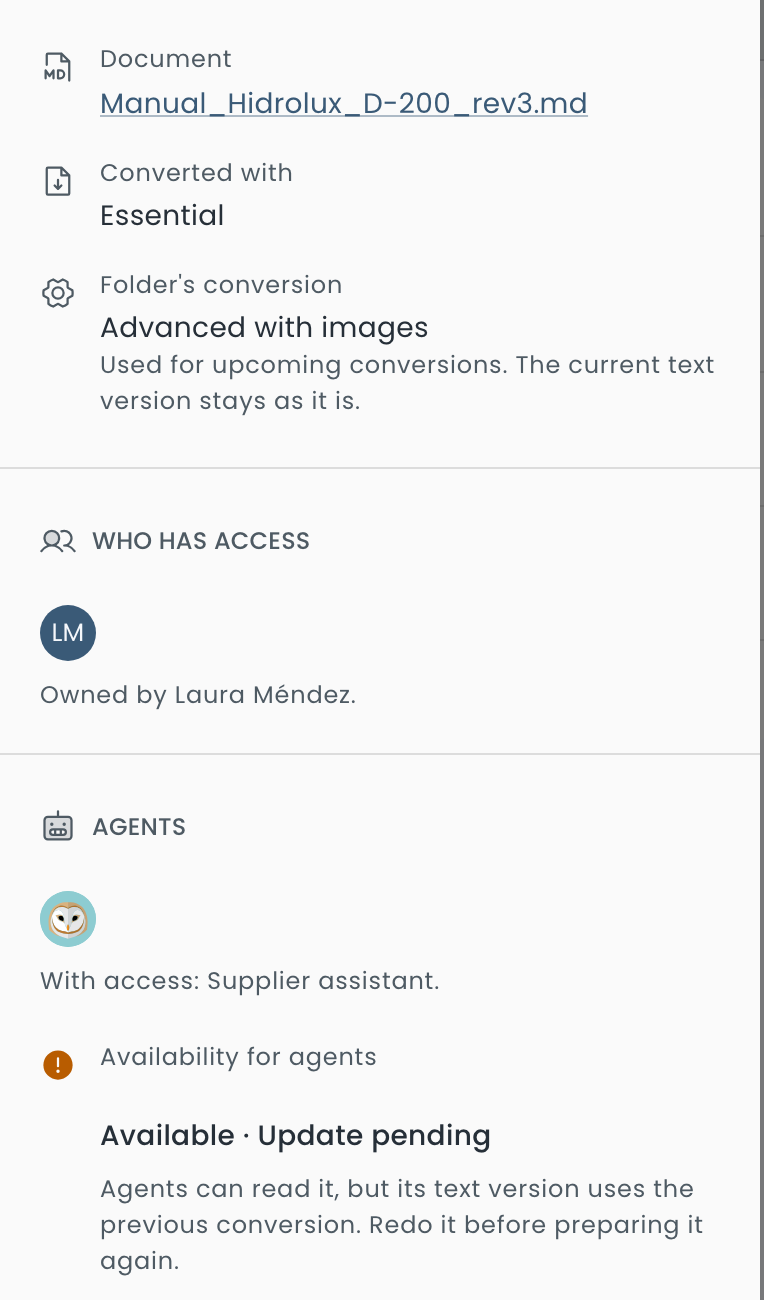 MD
Document
Manual_Hidrolux_D-200_rev3.md
Converted with
Essential
Folder's conversion
Advanced with images
Used for upcoming conversions. The current text
version stays as it is.
WHO HAS ACCESS
LM
Owned by Laura Méndez.
AGENTS
With access: Supplier assistant.
Availability for agents
Available · Update pending
Agents can read it, but its text version uses the
previous conversion. Redo it before preparing it
again.